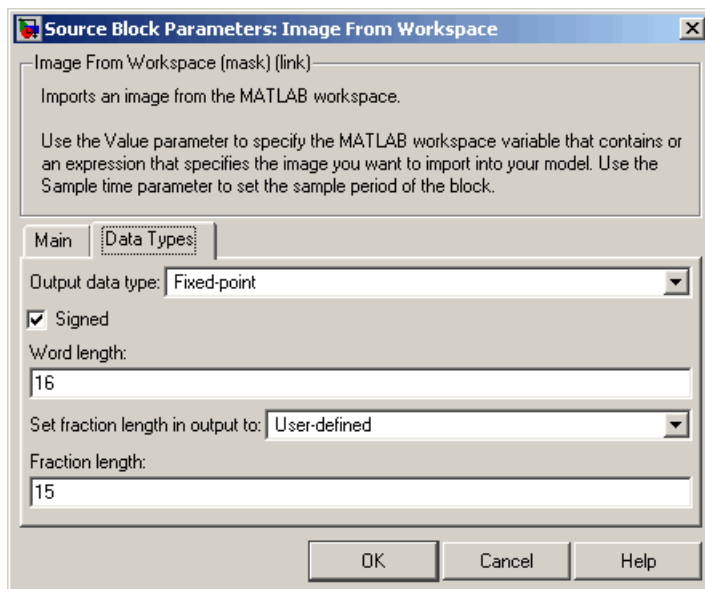 Source Block Parameters: Image From Workspace
Image From Workspace (mask) (link)
Imports an image from the MATLAB workspace.
Use the Value parameter to specify the MATLAB workspace variable that contains or
an expression that specifies the image you want to import into your model. Use the
Sample time parameter to set the sample period of the block.
Main Data Types
Output data type: Fixed-point
Signed
Word length:
16
Set fraction length in output to: User-defined
Fraction length:
15
OK Cancel Help